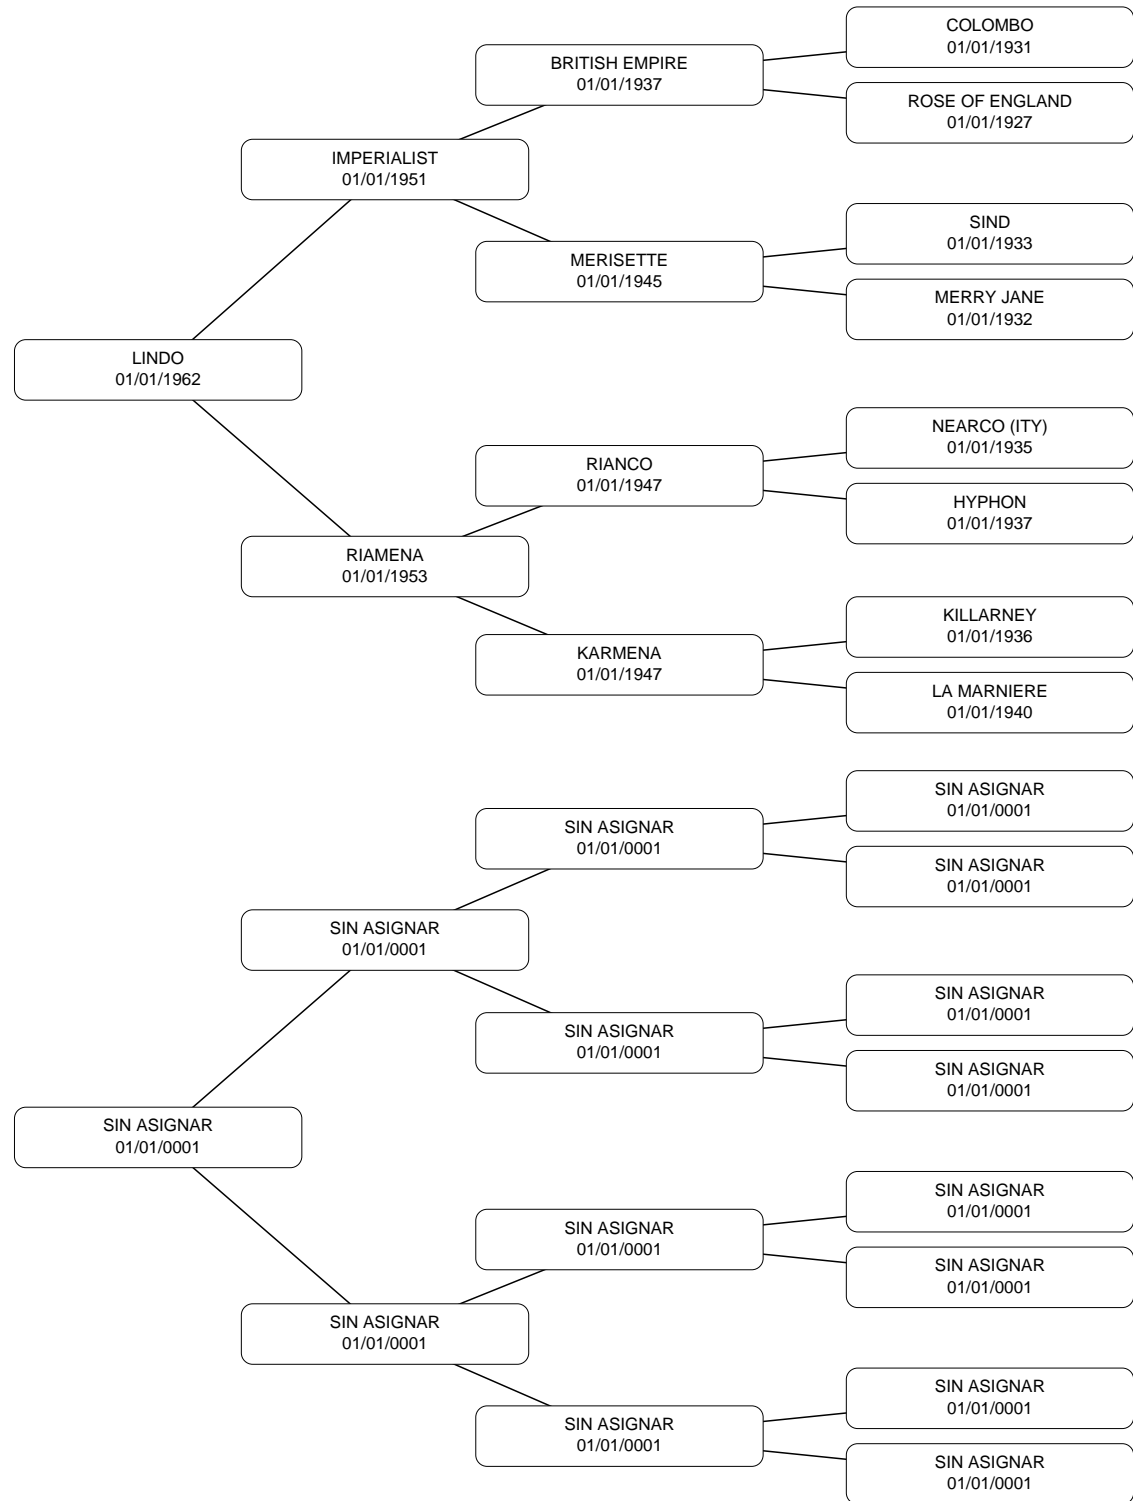 COLOMBO
01/01/1931
BRITISH EMPIRE
01/01/1937
ROSE OF ENGLAND
01/01/1927
IMPERIALIST
01/01/1951
SIND
01/01/1933
MERISETTE
01/01/1945
MERRY JANE
01/01/1932
LINDO
01/01/1962
NEARCO (ITY)
01/01/1935
RIANCO
01/01/1947
HYPHON
01/01/1937
RIAMENA
01/01/1953
KILLARNEY
01/01/1936
KARMENA
01/01/1947
LA MARNIERE
01/01/1940
SIN ASIGNAR
01/01/0001
SIN ASIGNAR
01/01/0001
SIN ASIGNAR
01/01/0001
SIN ASIGNAR
01/01/0001
SIN ASIGNAR
01/01/0001
SIN ASIGNAR
01/01/0001
SIN ASIGNAR
01/01/0001
SIN ASIGNAR
01/01/0001
SIN ASIGNAR
01/01/0001
SIN ASIGNAR
01/01/0001
SIN ASIGNAR
01/01/0001
SIN ASIGNAR
01/01/0001
SIN ASIGNAR
01/01/0001
SIN ASIGNAR
01/01/0001
SIN ASIGNAR
01/01/0001